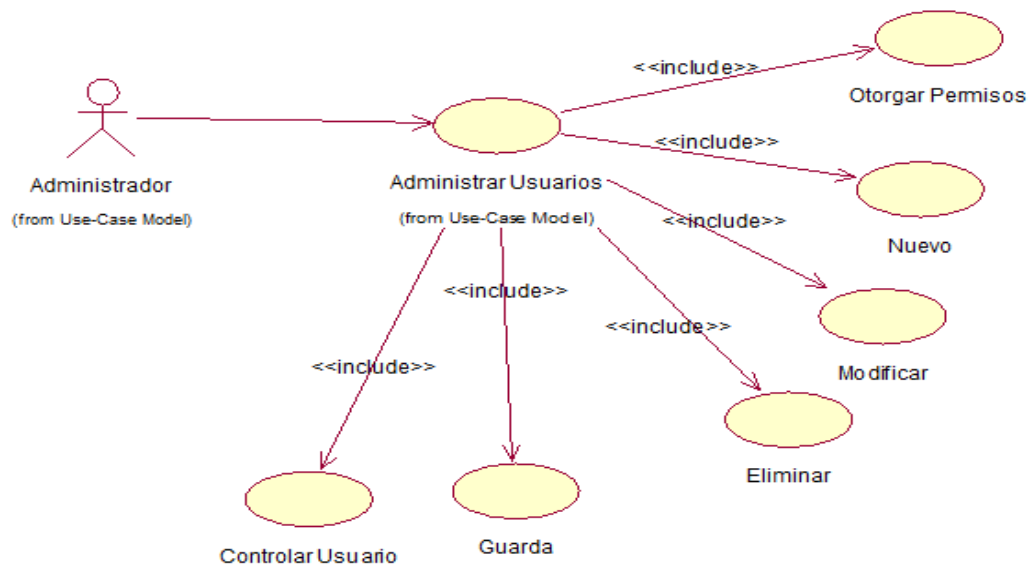 <<include>>
Otorgar Permisos
<<include>>
Administrador
(from Use-Case Model)
Administrar Usuarios
(from Use-Case Model)
<<include>>
Nuevo
<<include>>
<<include>>
<<include>>
Modificar
Eliminar
Controlar Usuario
Guarda